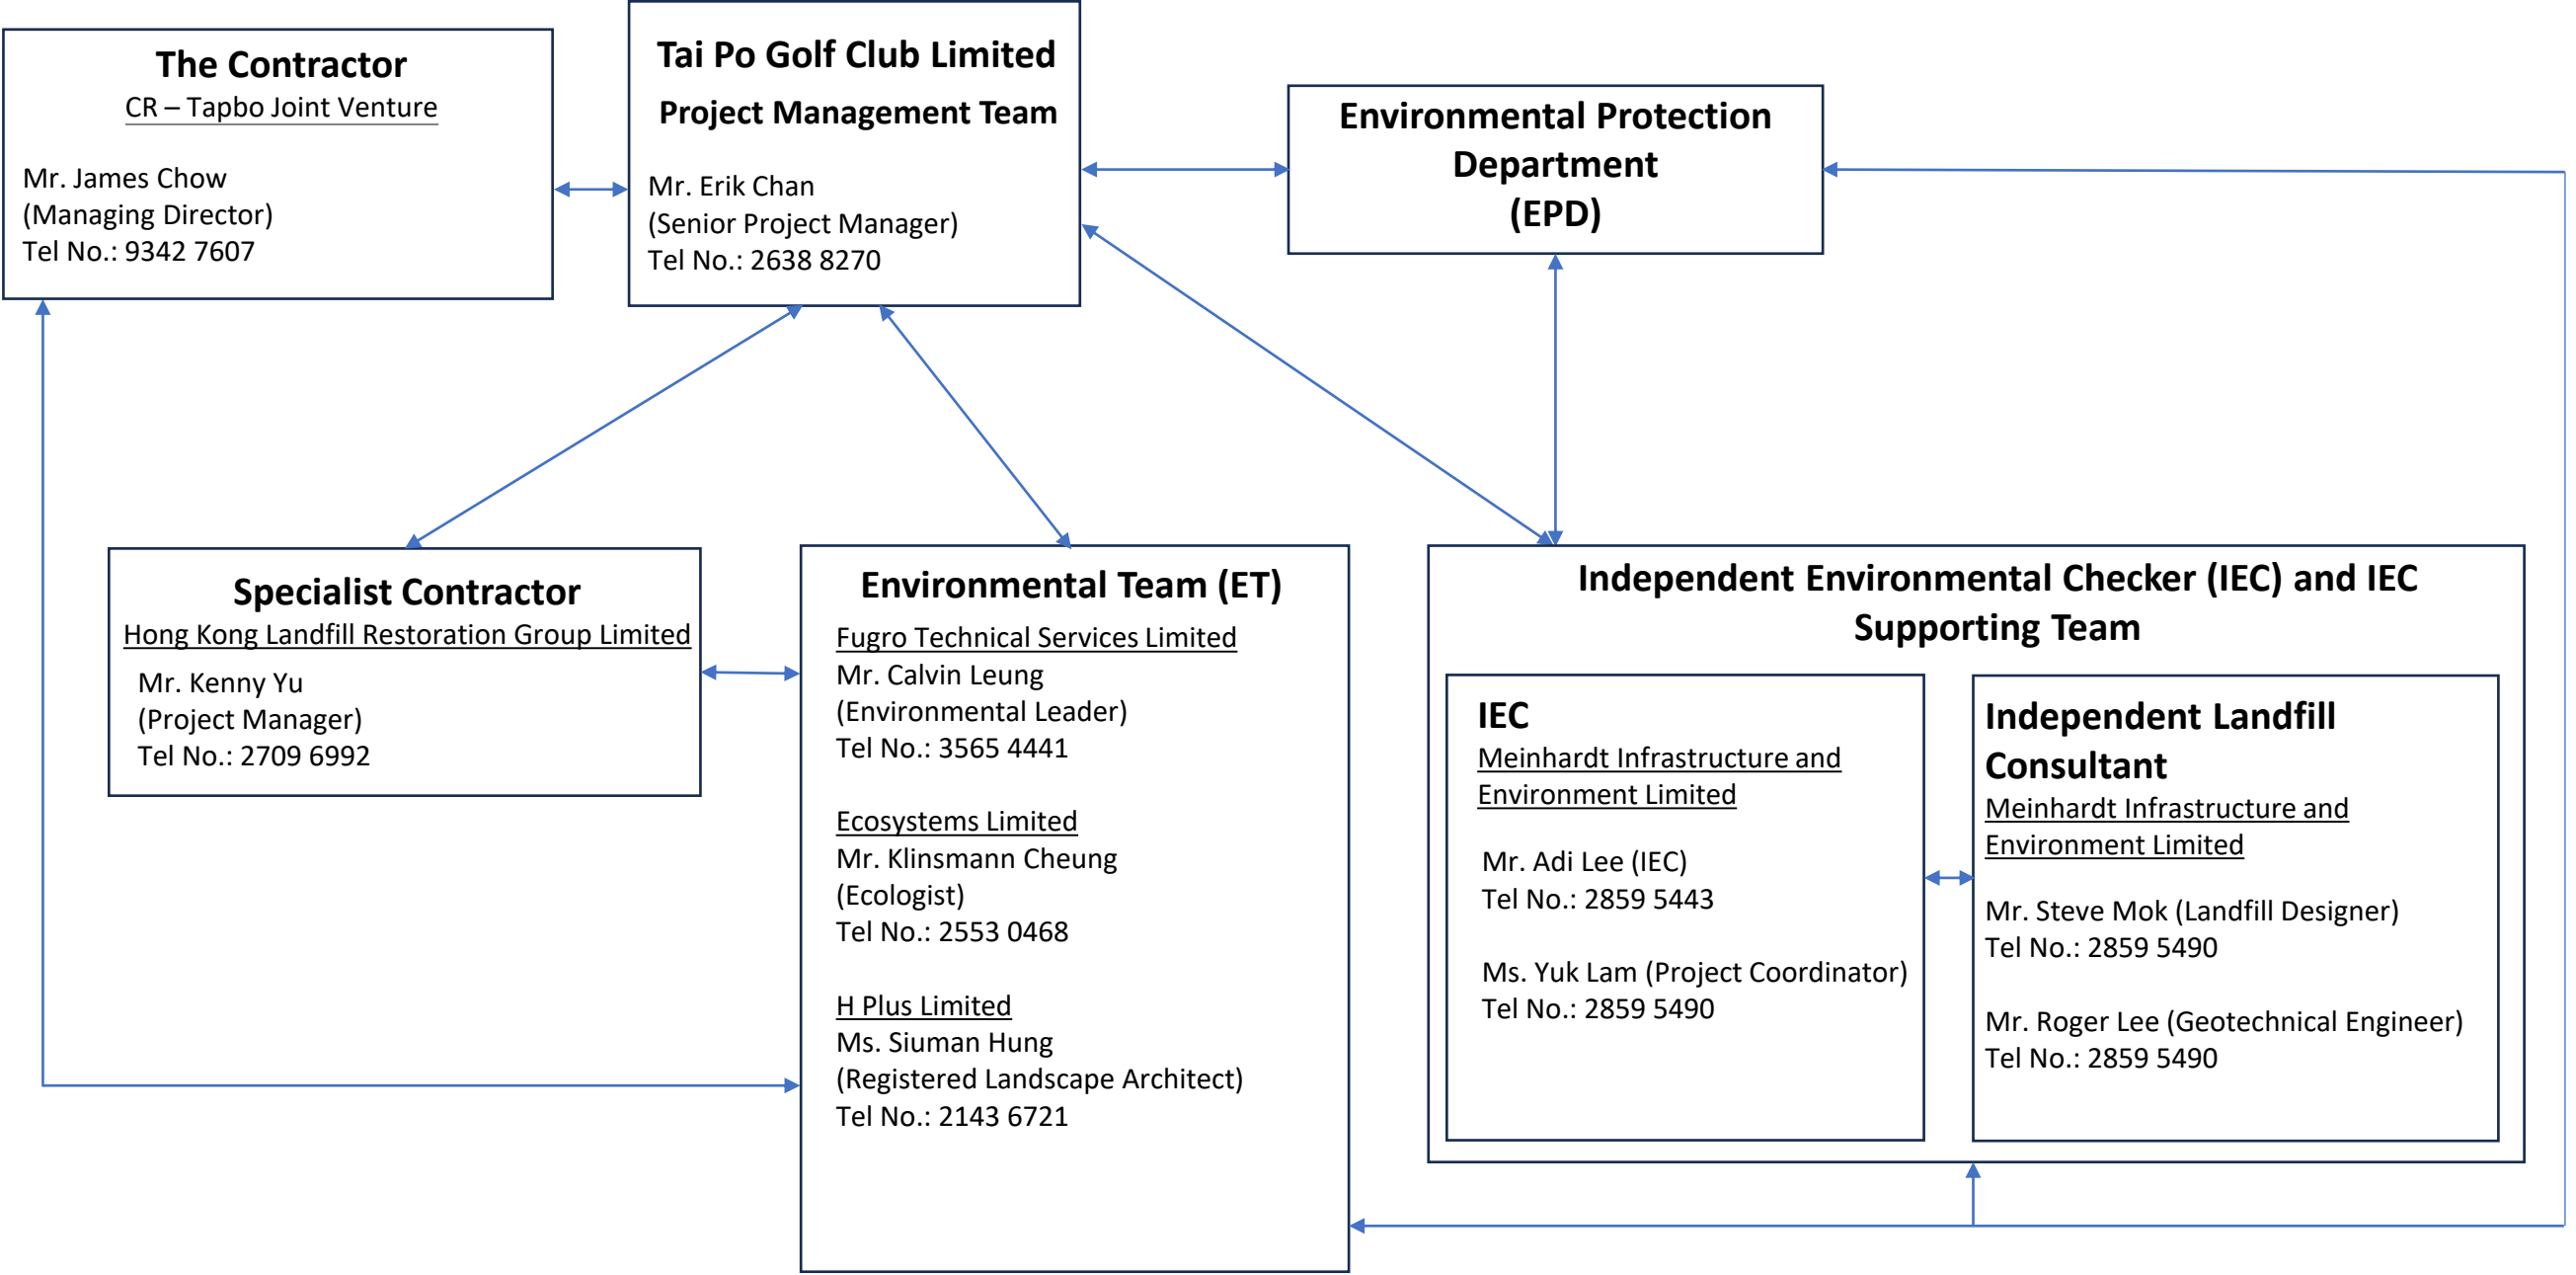 The Contractor
CR – Tapbo Joint Venture
Mr. James Chow
(Managing Director)
Tel No.: 9342 7607
Tai Po Golf Club Limited
Project Management Team
Mr. Erik Chan
(Senior Project Manager)
Tel No.: 2638 8270
Environmental Protection
Department
(EPD)
Specialist Contractor
Hong Kong Landfill Restoration Group Limited
Mr. Kenny Yu
(Project Manager)
Tel No.: 2709 6992
Environmental Team (ET)
Fugro Technical Services Limited
Mr. Calvin Leung
(Environmental Leader)
Tel No.: 3565 4441
Ecosystems Limited
Mr. Klinsmann Cheung
(Ecologist)
Tel No.: 2553 0468
H Plus Limited
Ms. Siuman Hung
(Registered Landscape Architect)
Tel No.: 2143 6721
Independent Environmental Checker (IEC) and IEC
Supporting Team
IEC
Meinhardt Infrastructure and
Environment Limited
Mr. Adi Lee (IEC)
Tel No.: 2859 5443
Ms. Yuk Lam (Project Coordinator)
Tel No.: 2859 5490
Independent Landfill
Consultant
Meinhardt Infrastructure and
Environment Limited
Mr. Steve Mok (Landfill Designer)
Tel No.: 2859 5490
Mr. Roger Lee (Geotechnical Engineer)
Tel No.: 2859 5490